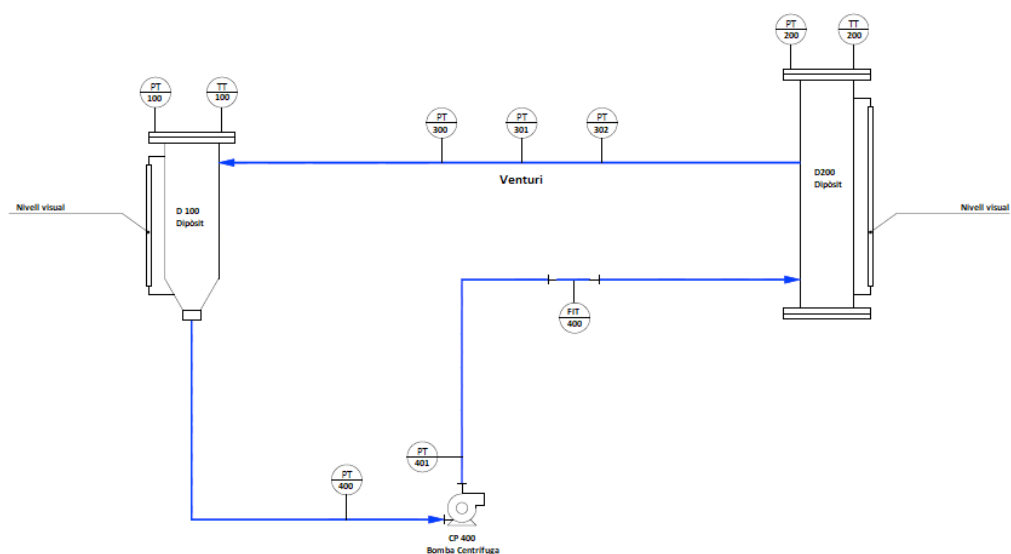 PT
200
TT
200
PT
100
TT
100
PT
300
PT
301
PT
302
Venturi
D200
Dipòsit
Nivell visual
D 100
Dipòsit
Nivell visual
FIT
400
PT
401
PT
400
CP 400
Bomba Centrífuga